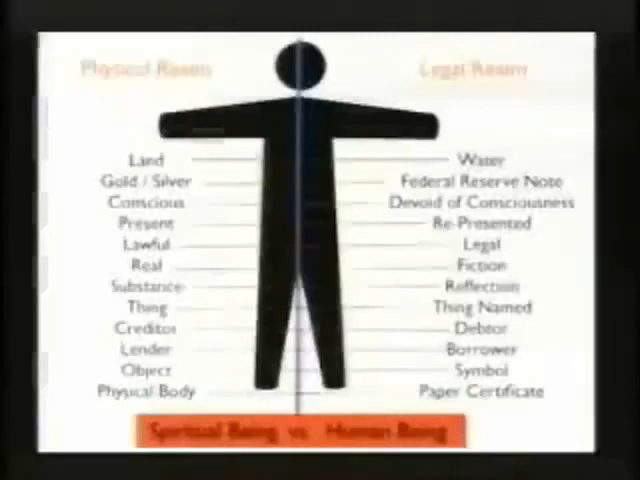 Physical Realm Legal Realm
Land Water
Gold / Silver Federal Reserve Note
Conscious Devoid of Consciousness
Present Re-Presented
Lawful Legal
Real Fiction
Substance Reflection
Thing Thing Named
Creditor Debtor
Lender Borrower
Object Symbol
Physical Body Paper Certificate
Spiritual Being vs. Human Being